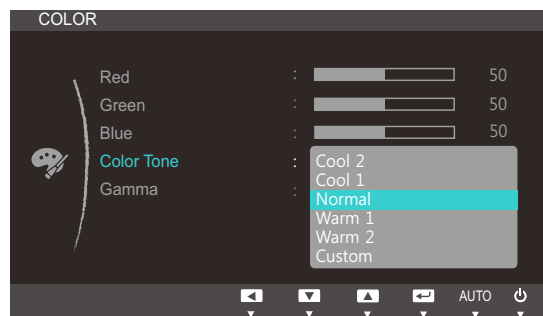 COLOR
Red : 50
Green : 50
Blue : 50
Color Tone : Cool 2
Cool 1
Gamma : Normal
Warm 1
Warm 2
Custom
AUTO